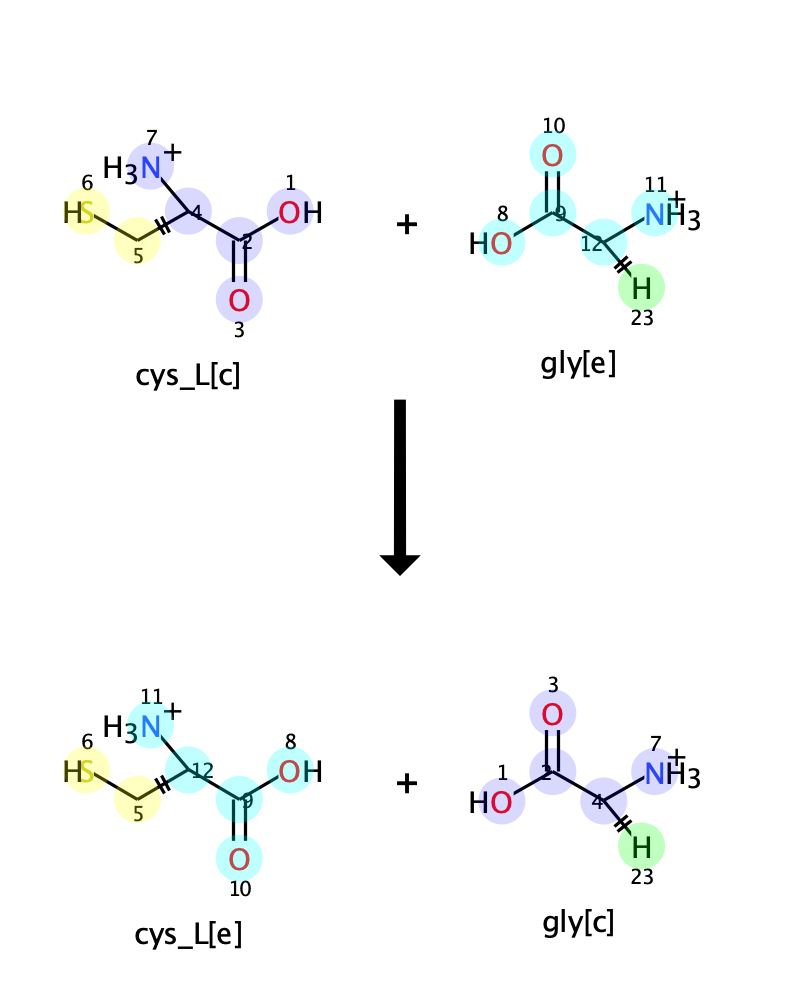 7 10
H3N+ O
6 1 11
HS 4 OH + 8 9 NH3+
5 2 HO 12
O H
3 23
cys_L[c] gly[e]
11 3
H3N+ O
6 8 7
HS 12 OH + 1 2 NH3+
5 9 HO 4
O H
10 23
cys_L[e] gly[c]